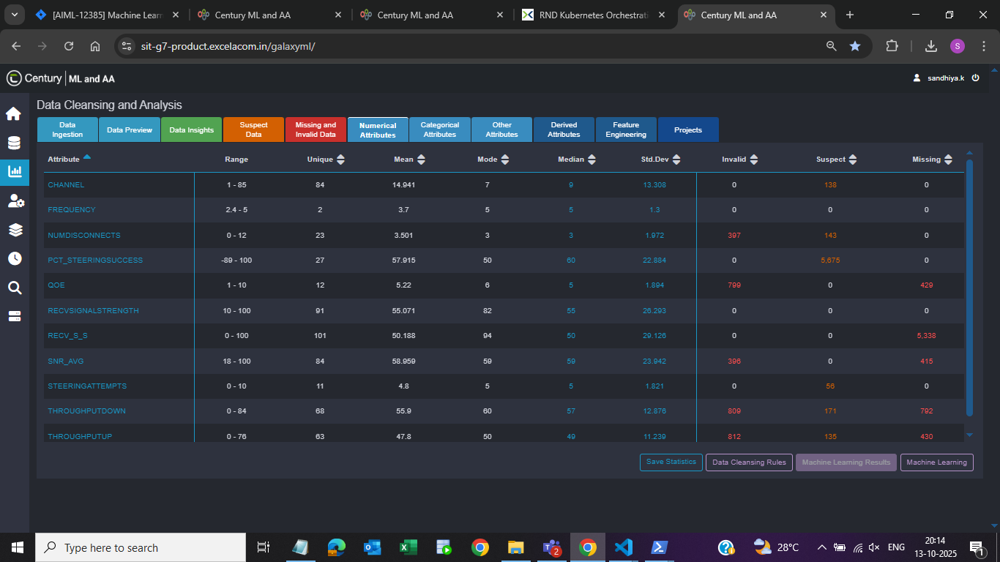 [AIML-12385] Machine Learn
Century ML and AA
Century ML and AA
RND Kubernetes Orchestrati
Century ML and AA
sit-g7-product.excelacom.in/galaxyml/
S
Century ML and AA
sandhiya.k
Data Cleansing and Analysis
Data Ingestion
Data Preview
Data Insights
Suspect Data
Missing and Invalid Data
Numerical Attributes
Categorical Attributes
Other Attributes
Derived Attributes
Feature Engineering
Projects
Attribute Range Unique Mean Mode Median Std.Dev Invalid Suspect Missing
CHANNEL 1 - 85 84 14.941 7 9 13.308 0 138 0
FREQUENCY 2.4 - 5 2 3.7 5 5 1.3 0 0 0
NUMDISCONNECTS 0 - 12 23 3.501 3 3 1.972 397 143 0
PCT_STEERINGSUCCESS -89 - 100 27 57.915 50 60 22.884 0 5,675 0
QOE 1 - 10 12 5.22 6 5 1.894 799 0 429
RECVSIGNALSTRENGTH 10 - 100 91 55.071 82 55 26.293 0 0 0
RECV_S_S 0 - 100 101 50.188 94 50 29.126 0 0 5,338
SNR_AVG 18 - 100 84 58.959 59 59 23.942 396 0 415
STEERINGATTEMPTS 0 - 10 11 4.8 5 5 1.821 0 56 0
THROUGHPUTDOWN 0 - 84 68 55.9 60 57 12.876 809 171 792
THROUGHPUTUP 0 - 76 63 47.8 50 49 11.239 812 135 430
Save Statistics
Data Cleansing Rules
Machine Learning Results
Machine Learning
Type here to search
2
28°C
ENG
20:14
13-10-2025
1